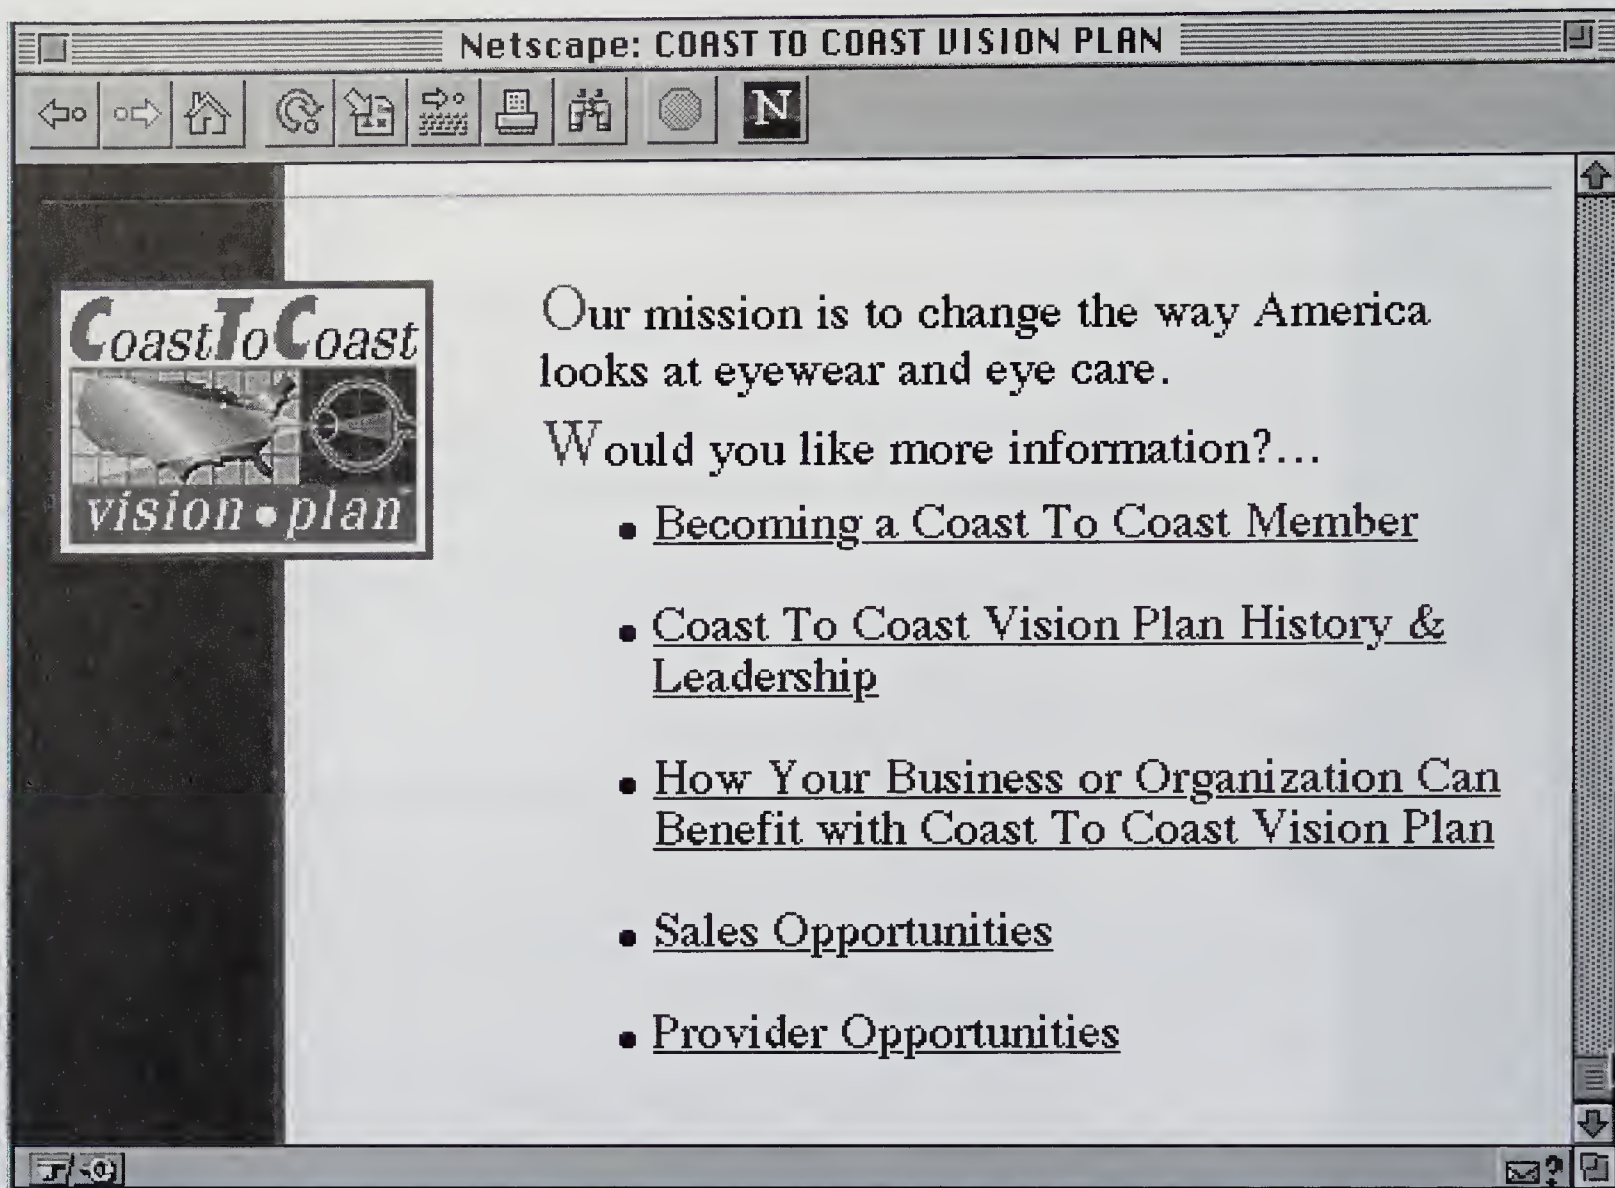 Netscape: COAST TO COAST VISION PLAN
N
CoastToCoast
vision • plan
Our mission is to change the way America
looks at eyewear and eye care.
Would you like more information?...
• Becoming a Coast To Coast Member
• Coast To Coast Vision Plan History &
Leadership
• How Your Business or Organization Can
Benefit with Coast To Coast Vision Plan
• Sales Opportunities
• Provider Opportunities